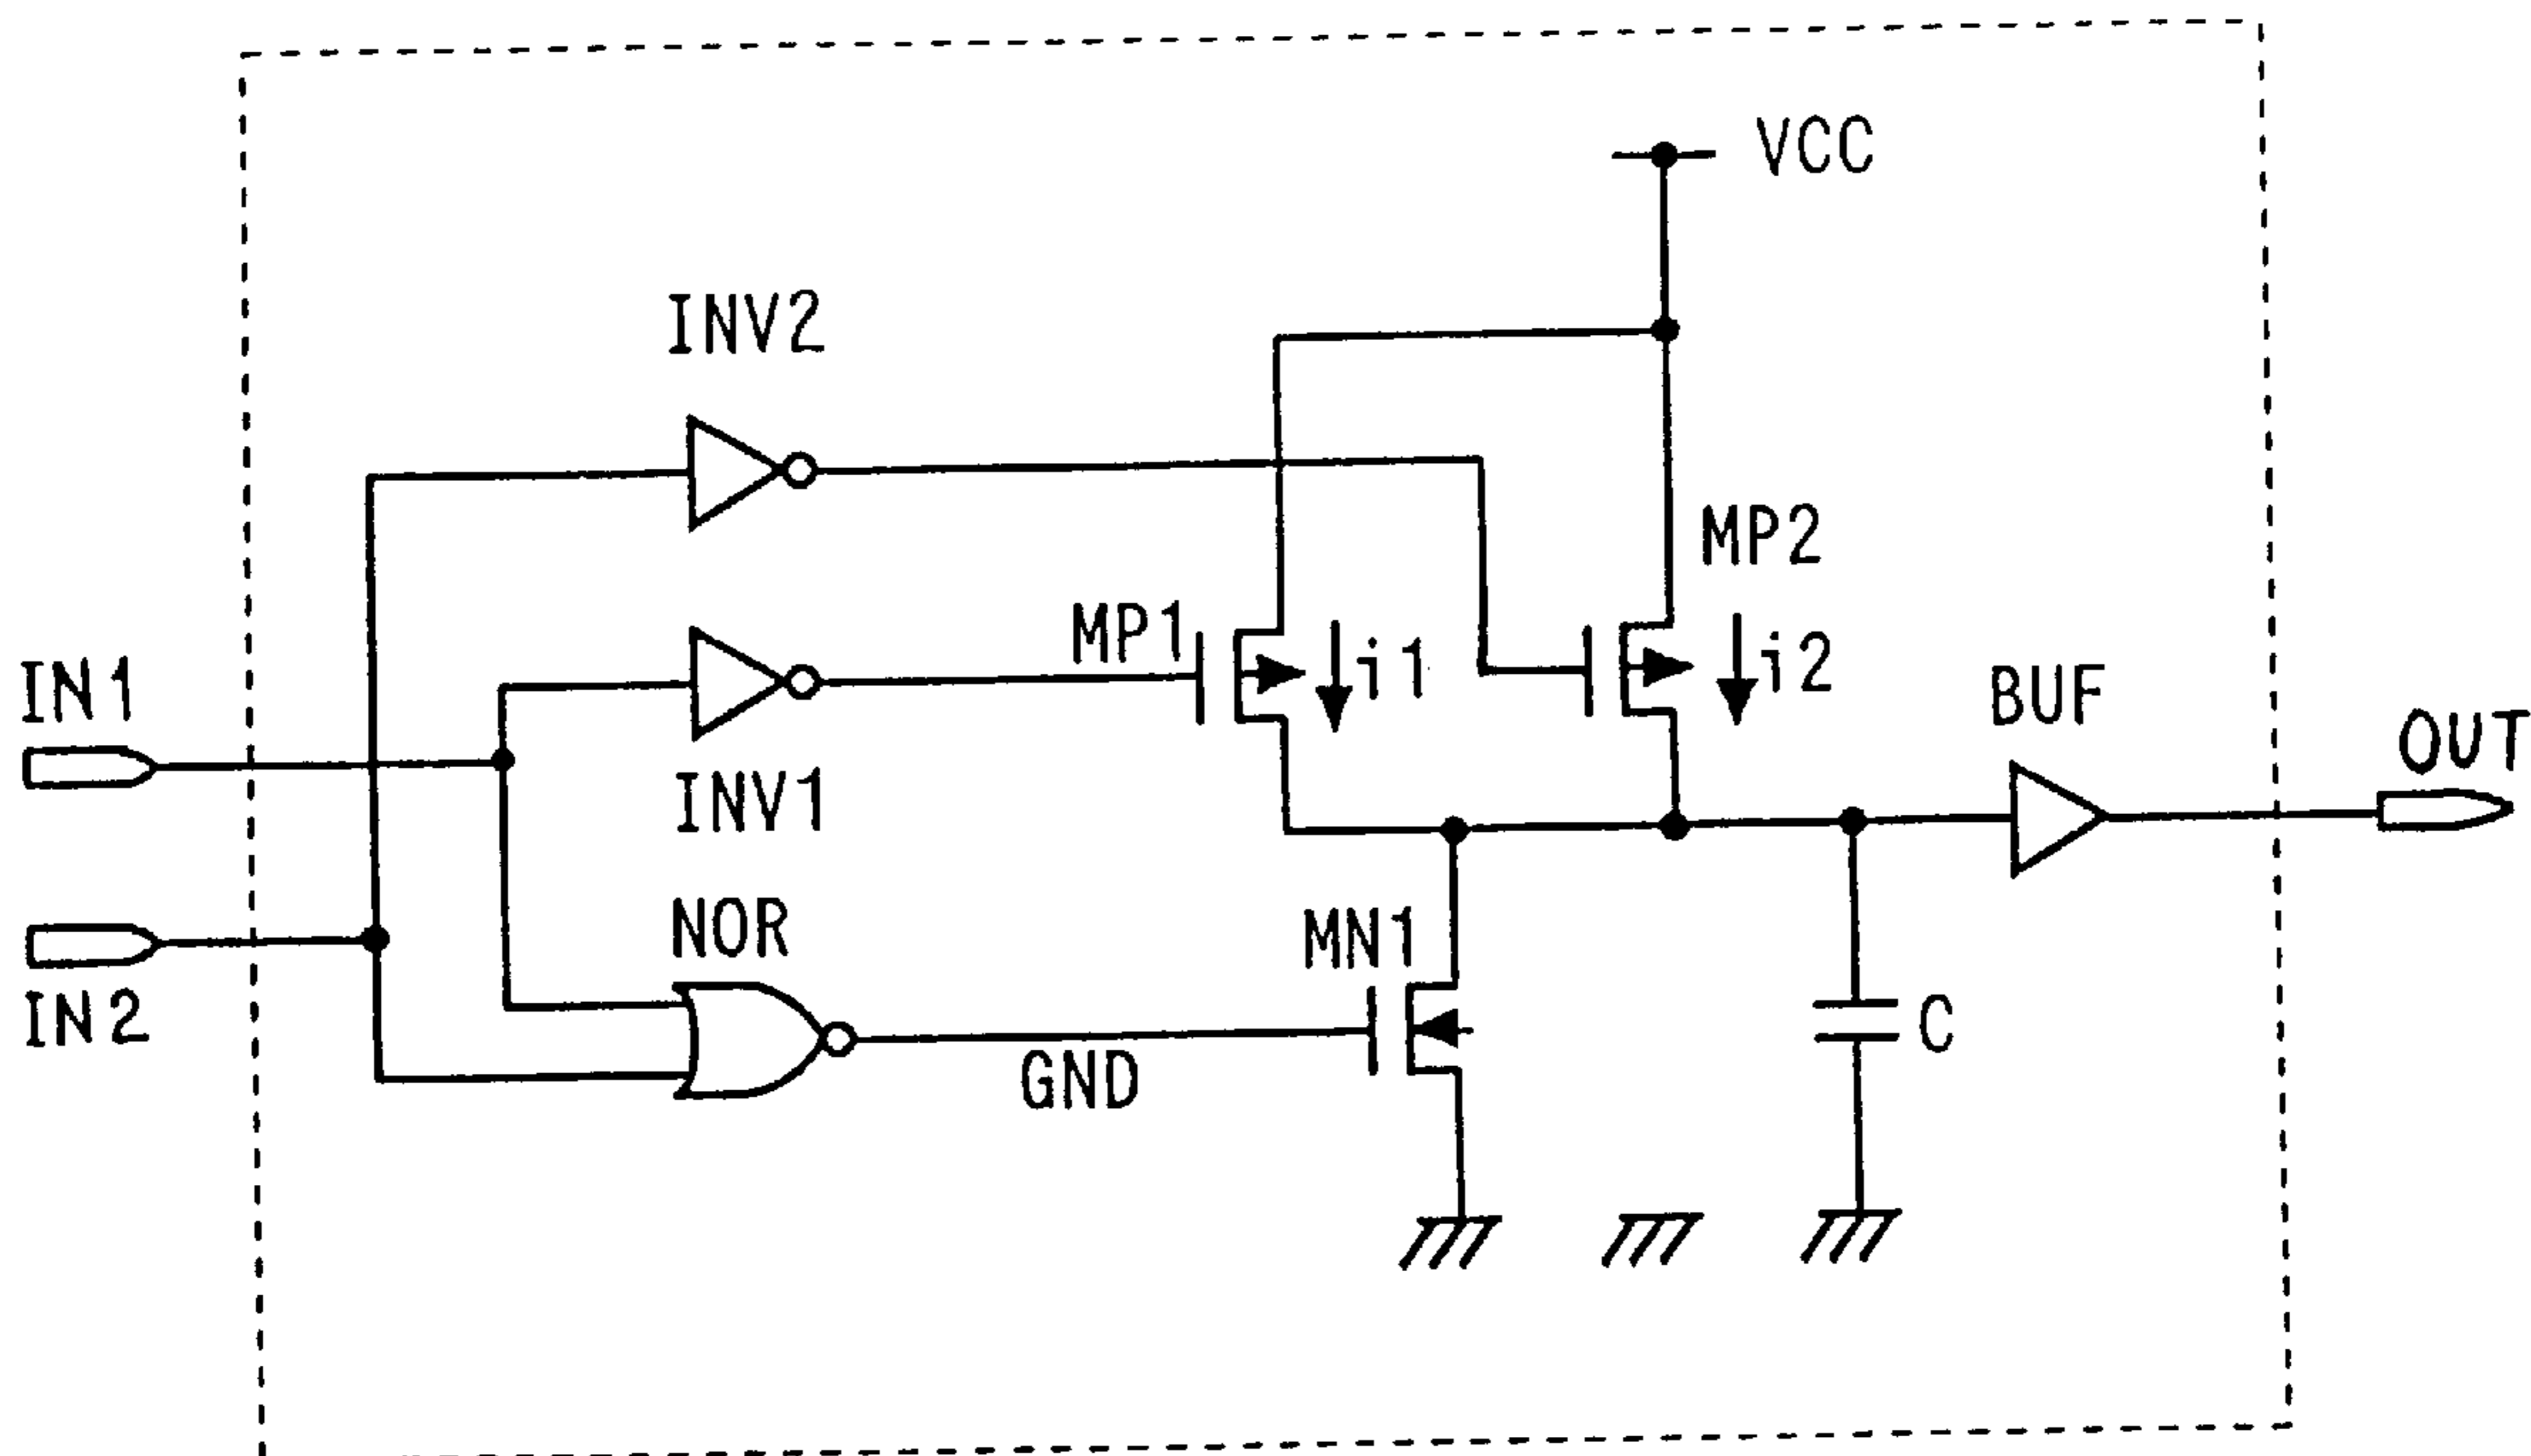 VCC
INV2
MP2
MP1
i1
i2
IN1
BUF
OUT
INV1
NOR
MN1
IN2
C
GND